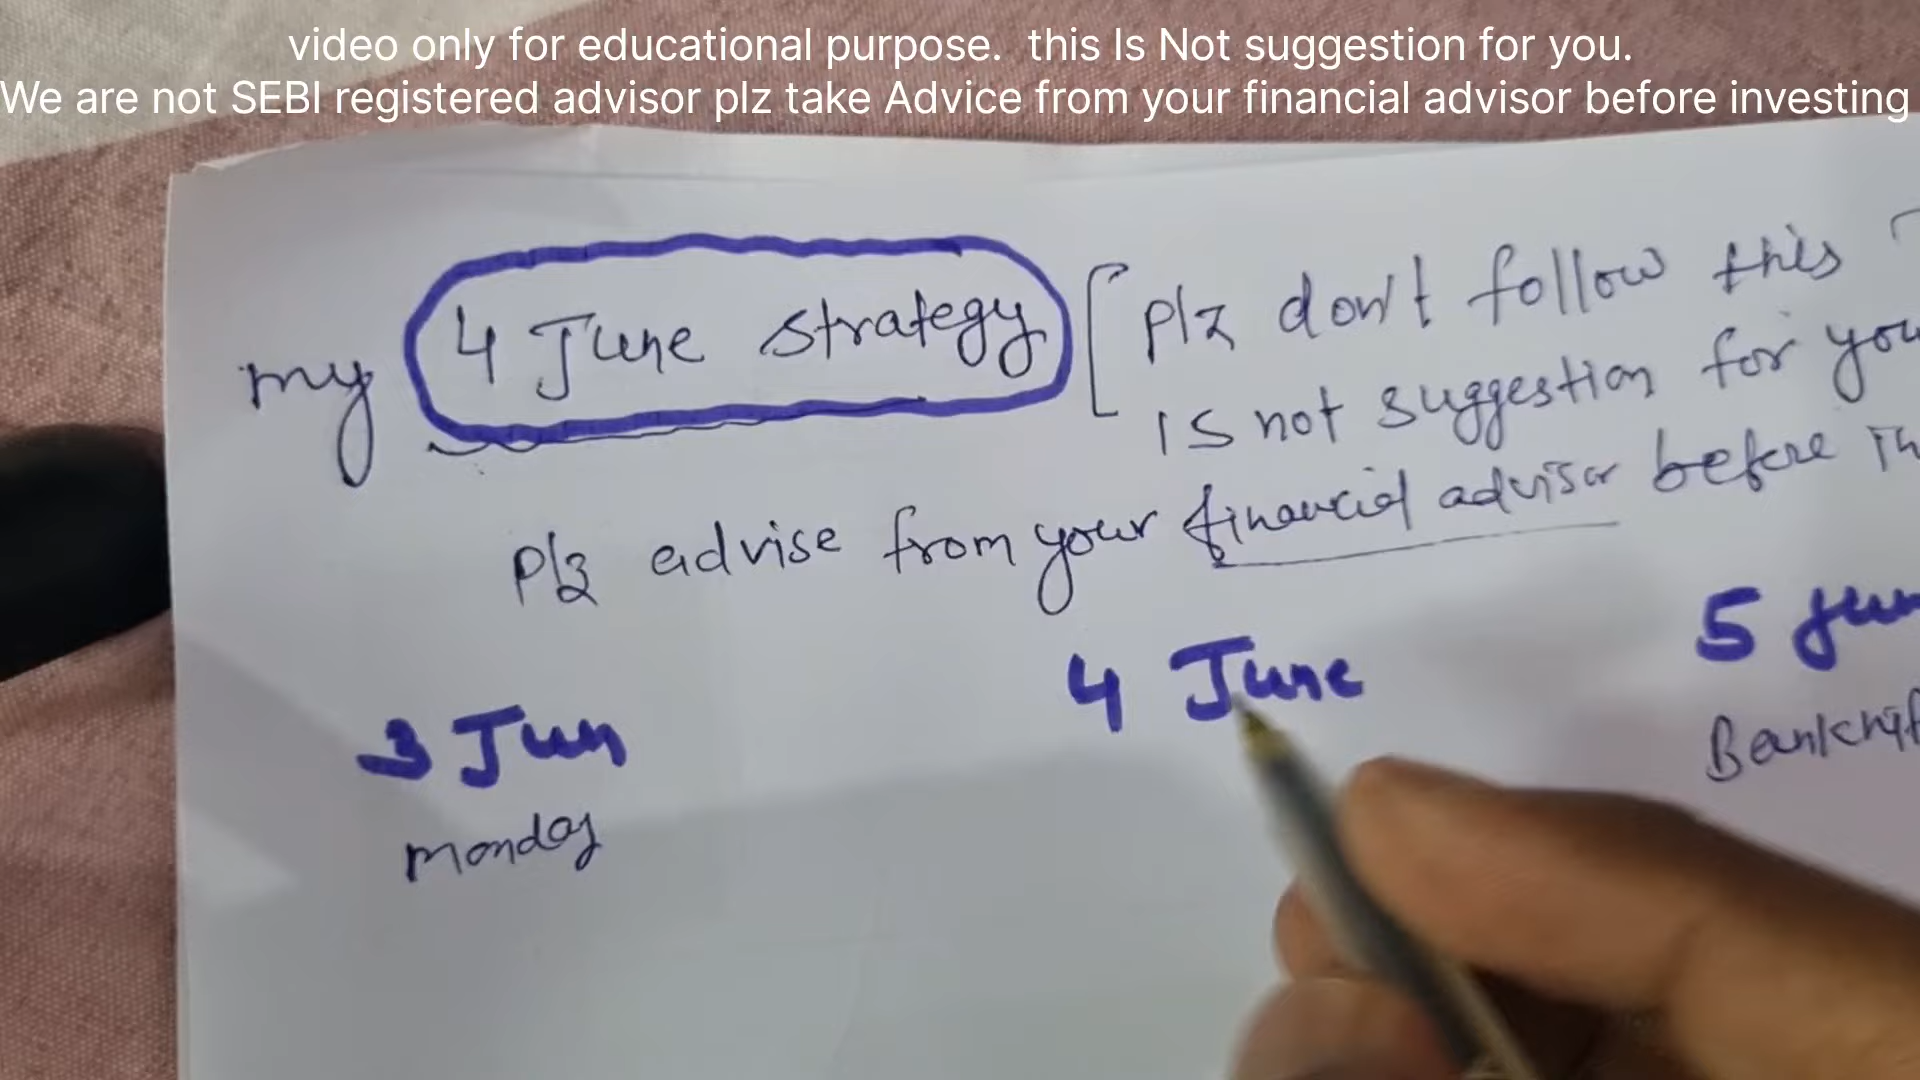 video only for educational purpose.  this Is Not suggestion for you.
We are not SEBI registered advisor plz take Advice from your financial advisor before investing
my 4 June strategy [ plz don't follow this
is not suggestion for you
plz advise from your financial advisor before
3 Jun 4 June 5 Jun
monday Banknif